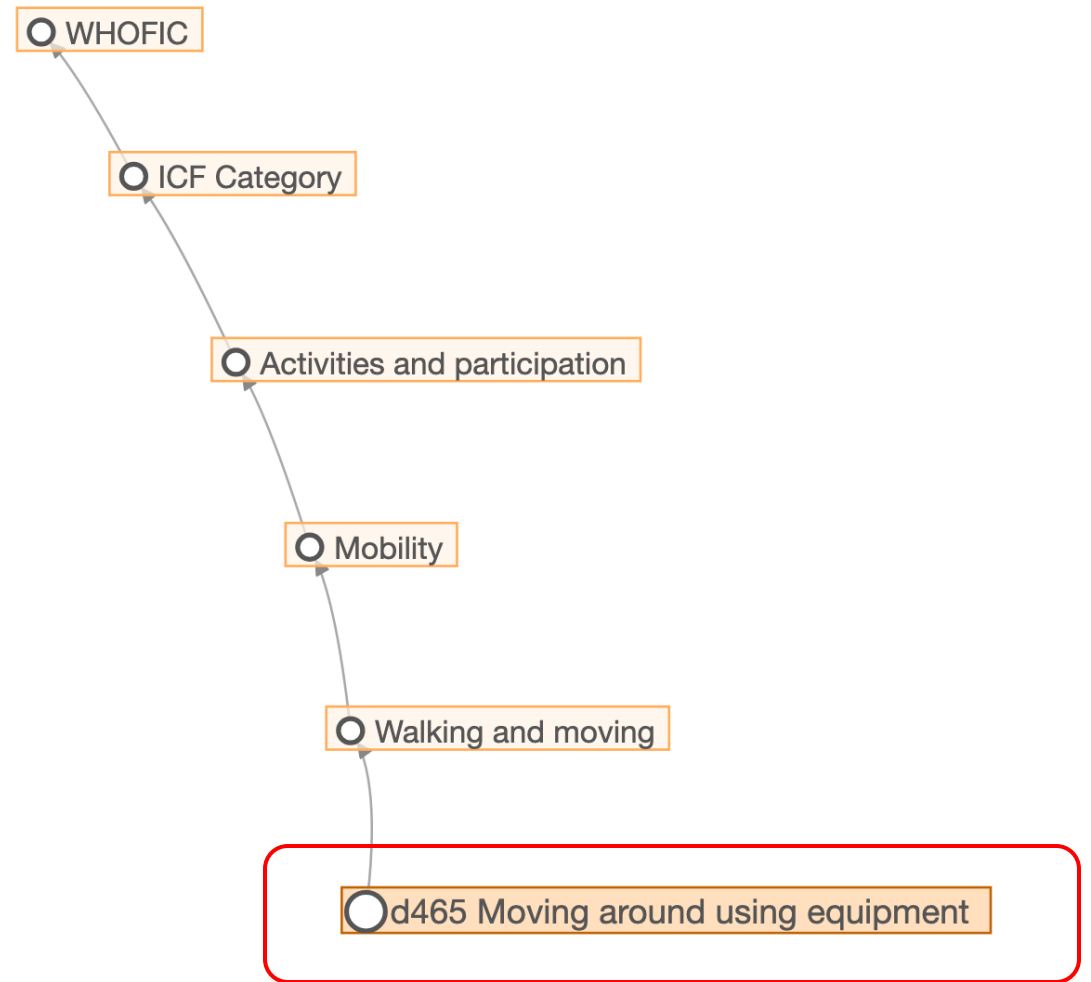 WHOFIC
ICF Category
Activities and participation
Mobility
Walking and moving
d465 Moving around using equipment